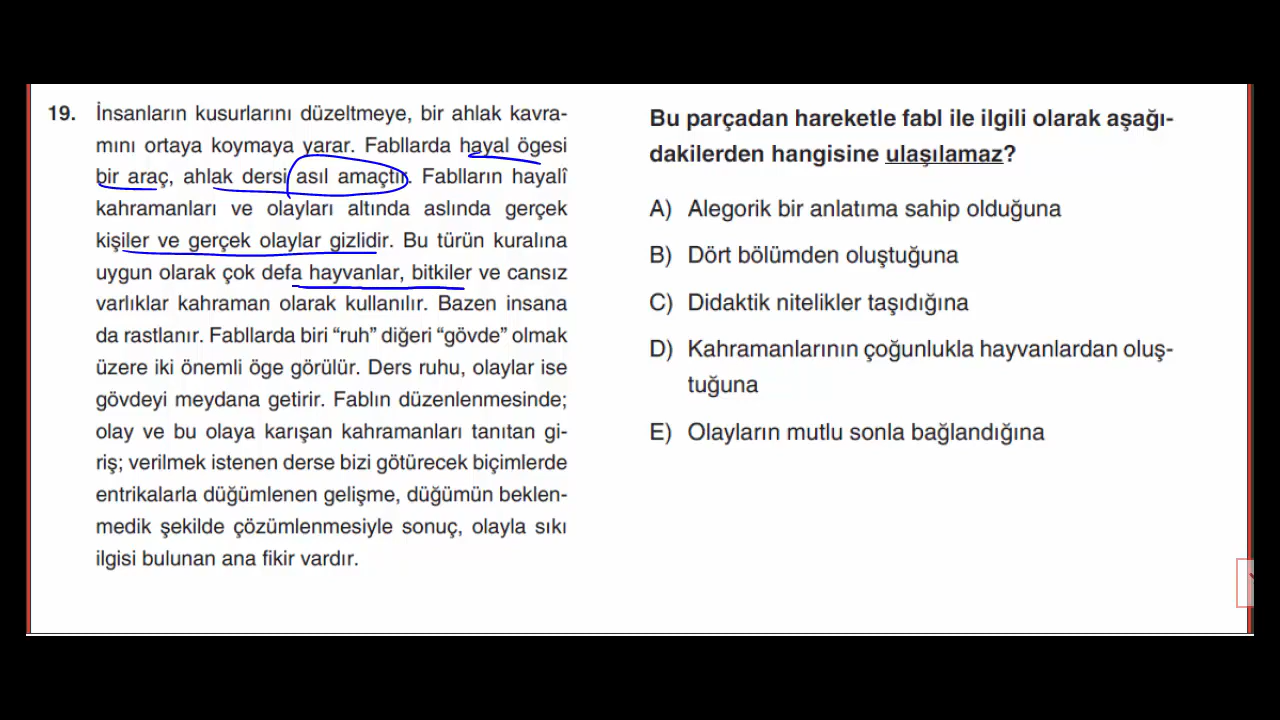 19. İnsanların kusurlarını düzeltmeye, bir ahlak kavra-
mını ortaya koymaya yarar. Fabllarda hayal ögesi
bir araç, ahlak dersi asıl amaçtır. Fablların hayalî
kahramanları ve olayları altında aslında gerçek
kişiler ve gerçek olaylar gizlidir. Bu türün kuralına
uygun olarak çok defa hayvanlar, bitkiler ve cansız
varlıklar kahraman olarak kullanılır. Bazen insana
da rastlanır. Fabllarda biri “ruh” diğeri “gövde” olmak
üzere iki önemli öge görülür. Ders ruhu, olaylar ise
gövdeyi meydana getirir. Fablın düzenlenmesinde;
olay ve bu olaya karışan kahramanları tanıtan gi-
riş; verilmek istenen derse bizi götürecek biçimlerde
entrikalarla düğümlenen gelişme, düğümün beklen-
medik şekilde çözümlenmesiyle sonuç, olayla sıkı
ilgisi bulunan ana fikir vardır.
Bu parçadan hareketle fabl ile ilgili olarak aşağı-
dakilerden hangisine ulaşılamaz?
A) Alegorik bir anlatıma sahip olduğuna
B) Dört bölümden oluştuğuna
C) Didaktik nitelikler taşıdığına
D) Kahramanlarının çoğunlukla hayvanlardan oluş-
tuğuna
E) Olayların mutlu sonla bağlandığına